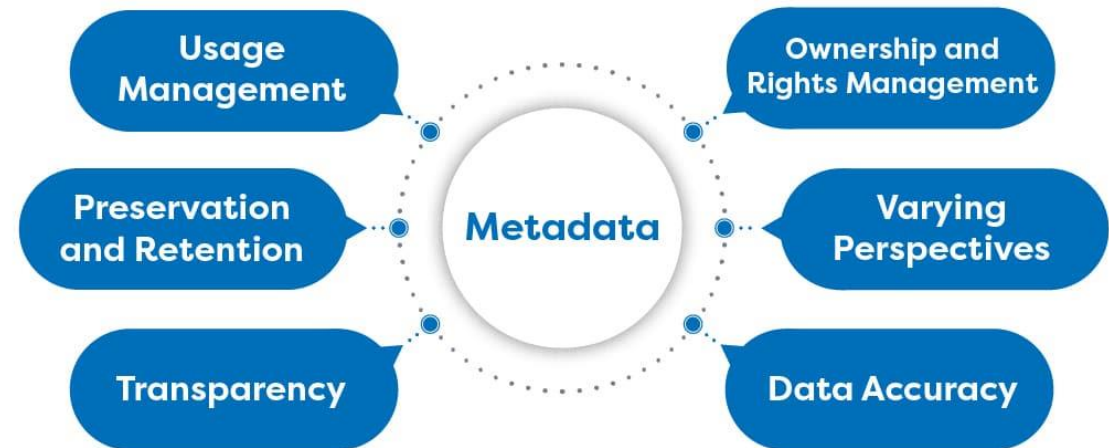 Usage
Management
Ownership and
Rights Management
Preservation
and Retention
Metadata
Varying
Perspectives
Transparency
Data Accuracy